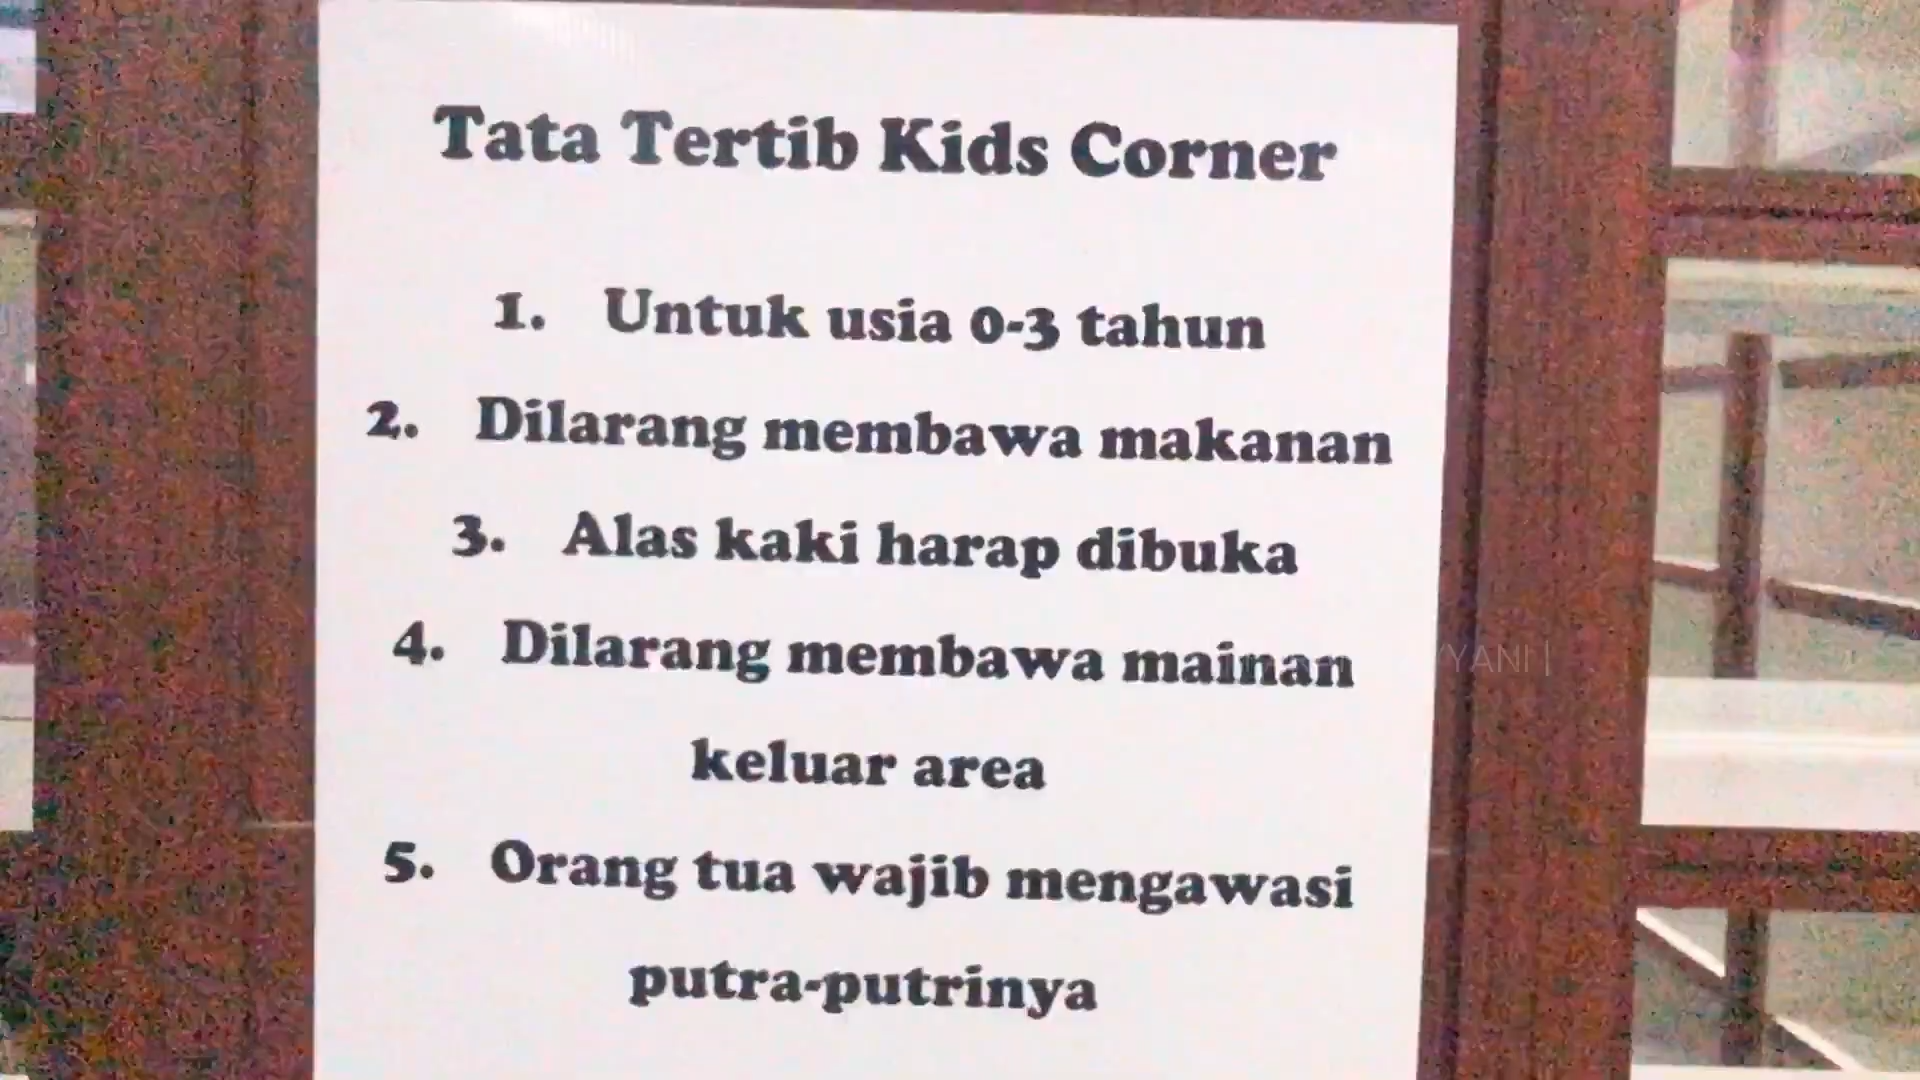 Tata Tertib Kids Corner
1. Untuk usia 0-3 tahun
2. Dilarang membawa makanan
3. Alas kaki harap dibuka
4. Dilarang membawa mainan
keluar area
5. Orang tua wajib mengawasi
putra-putrinya